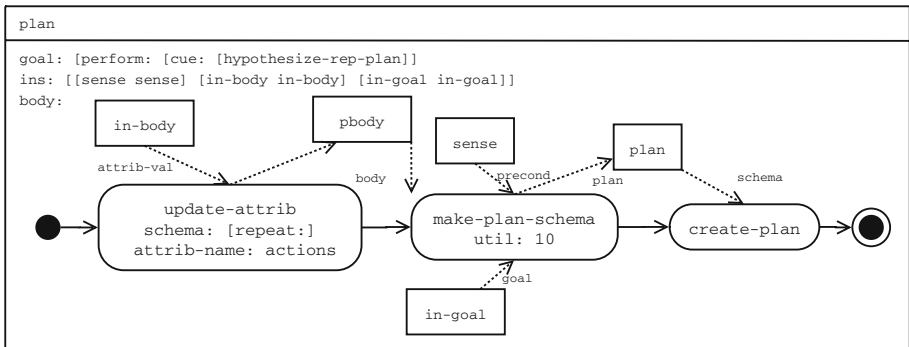 plan
goal: [perform: [cue: [hypothesize-rep-plan]]
ins: [[sense sense] [in-body in-body] [in-goal in-goal]]
body:
in-body
pbody
sense
plan
attrib-val
body
precond
plan
schema
update-attrib
schema: [repeat:]
attrib-name: actions
make-plan-schema
util: 10
create-plan
goal
in-goal